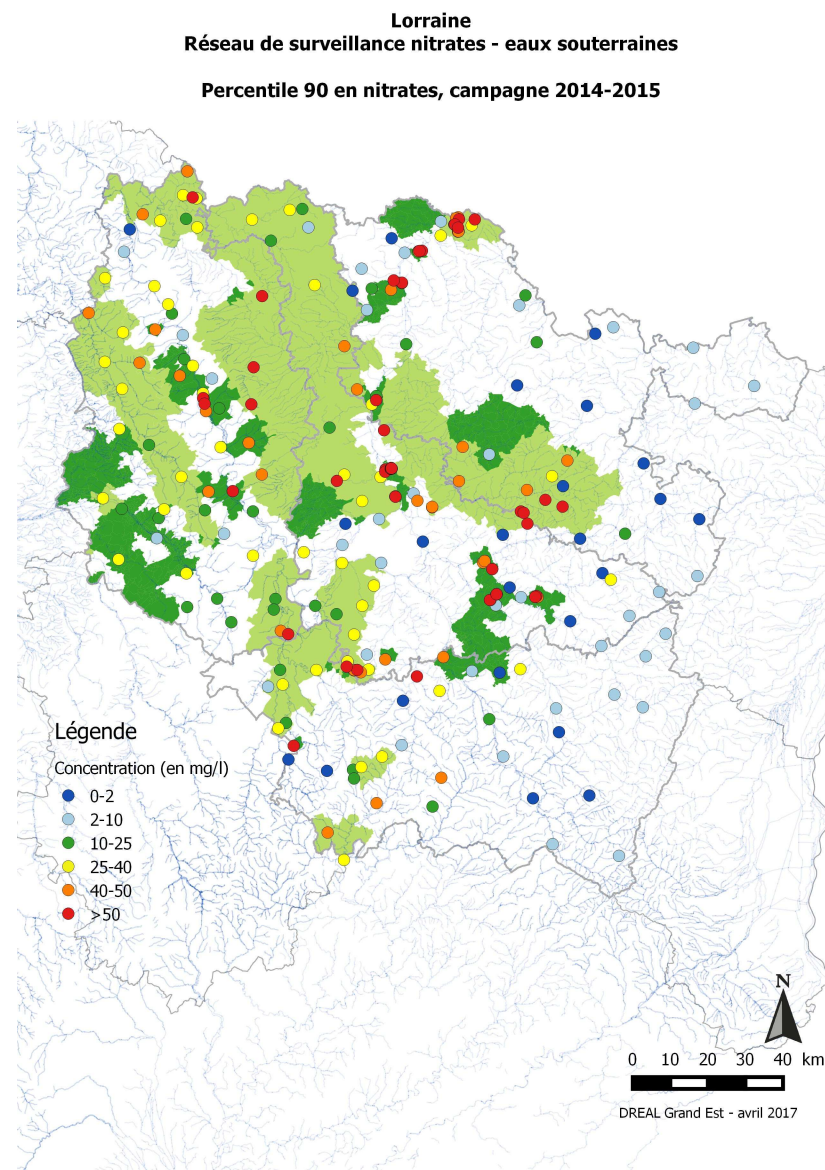 Lorraine
Réseau de surveillance nitrates - eaux souterraines
Percentile 90 en nitrates, campagne 2014-2015
Légende
Concentration (en mg/l)
0-2
2-10
10-25
25-40
40-50
>50
N
0 10 20 30 40 km
DREAL Grand Est - avril 2017